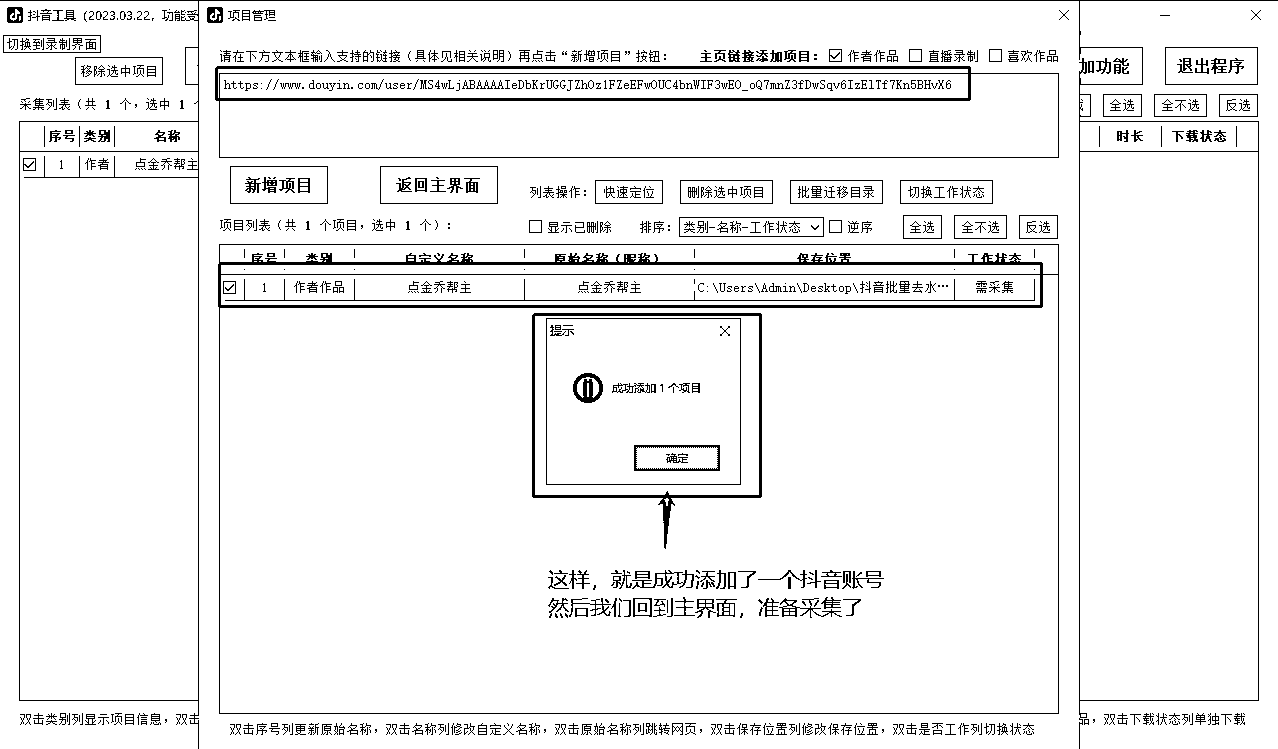 抖音工具 (2023.03.22, 功能受
项目管理
切换到录制界面
移除选中项目
加功能
退出程序
请在下方文本框输入支持的链接（具体见相关说明）再点击“新增项目”按钮：
主页链接添加项目： 作者作品 直播录制 喜欢作品
https://www.douyin.com/user/MS4wLjABAAAAIeDbKrUGGJZhOz1FZeEFwOUC4bnWIF3wEO_oQ7mnZ3fDwSqv6IzElTf7Kn5BHvX6
采集列表（共 1 个，选中 1
全选 全不选 反选
序号 类别 名称
时长 下载状态
1 作者 点金乔帮主
新增项目 返回主界面
列表操作： 快速定位 删除选中项目 批量迁移目录 切换工作状态
项目列表（共 1 个项目，选中 1 个）：
显示已删除 排序： 类别-名称-工作状态 逆序 全选 全不选 反选
序号 类别 自定义名称 原始名称（昵称） 保存位置 工作状态
1 作者作品 点金乔帮主 点金乔帮主 C:\Users\Admin\Desktop\抖音批量去水… 需采集
提示
成功添加 1 个项目
确定
这样，就是成功添加了一个抖音账号
然后我们回到主界面，准备采集了
双击类别列显示项目信息，双击
品，双击下载状态列单独下载
双击序号列更新原始名称，双击名称列修改自定义名称，双击原始名称列跳转网页，双击保存位置列修改保存位置，双击是否工作列切换状态